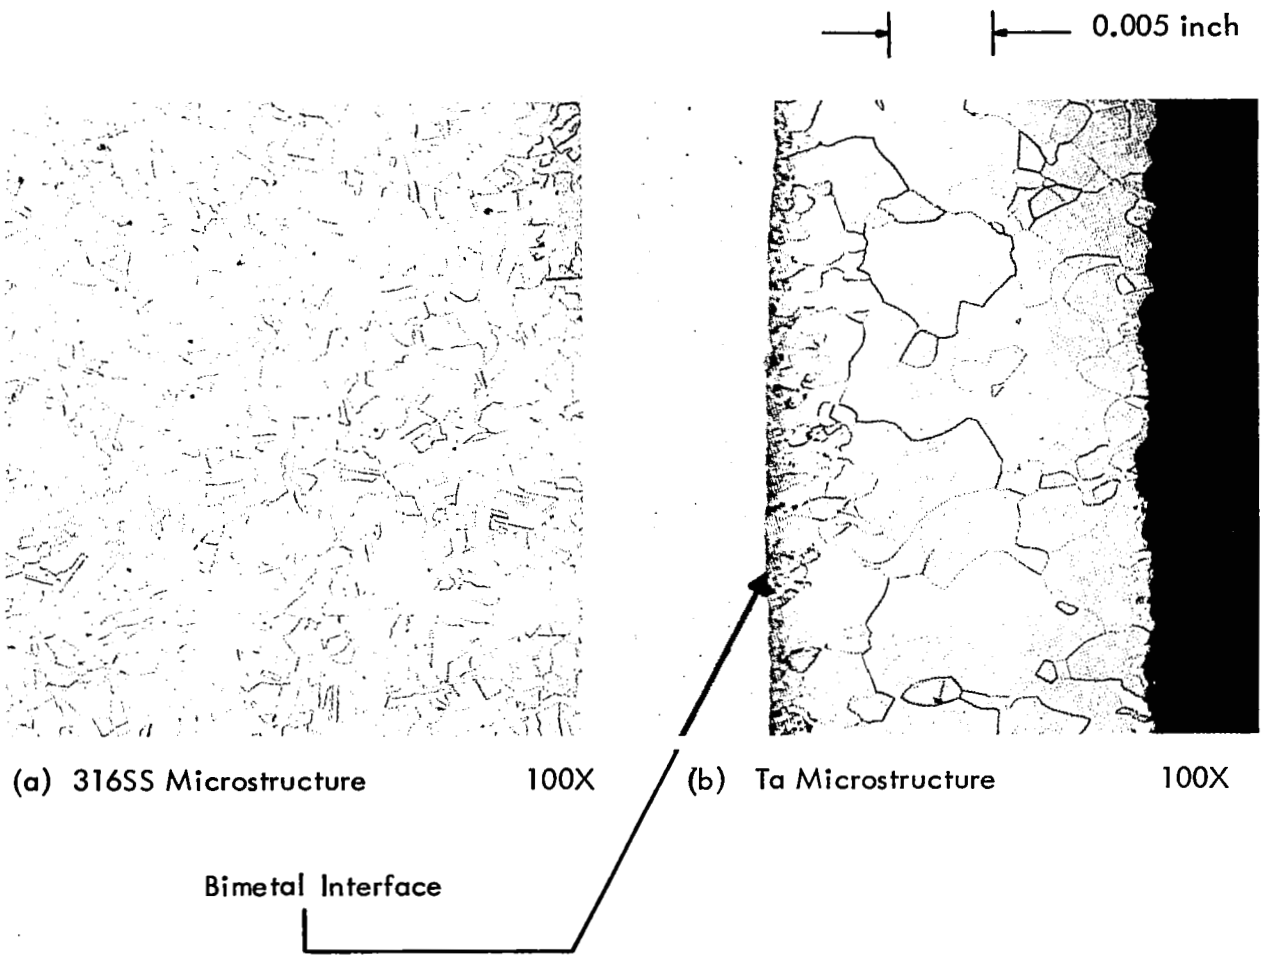 0.005 inch
(a) 316SS Microstructure 100X
(b) Ta Microstructure 100X
Bimetal Interface